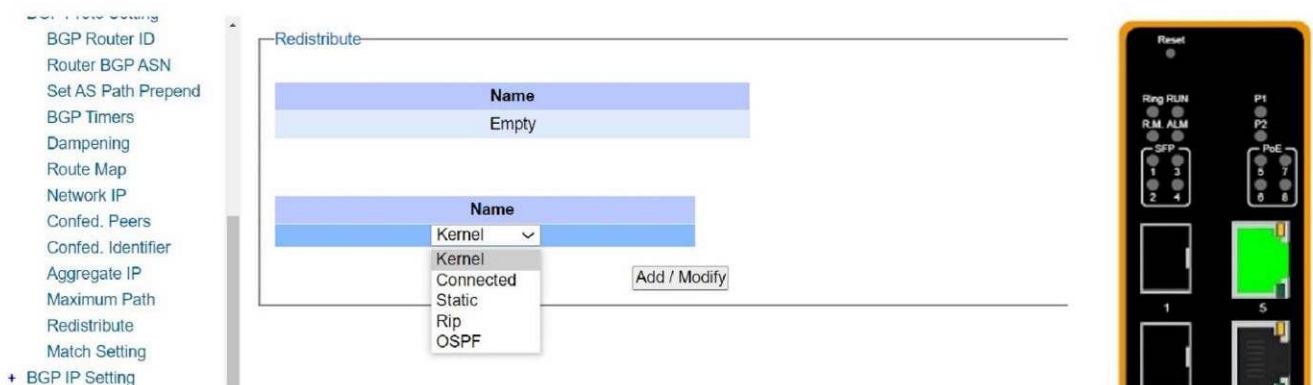 BGP Router ID
Router BGP ASN
Set AS Path Prepend
BGP Timers
Dampening
Route Map
Network IP
Confed. Peers
Confed. Identifier
Aggregate IP
Maximum Path
Redistribute
Match Setting
+ BGP IP Setting
Redistribute
Name
Empty
Name
Kernel
Kernel
Connected
Static
Rip
OSPF
Add / Modify
Reset
Ring RUN
R.M. ALM
P1
P2
SFP
1 3
2 4
PoE
5 7
6 8
1
5